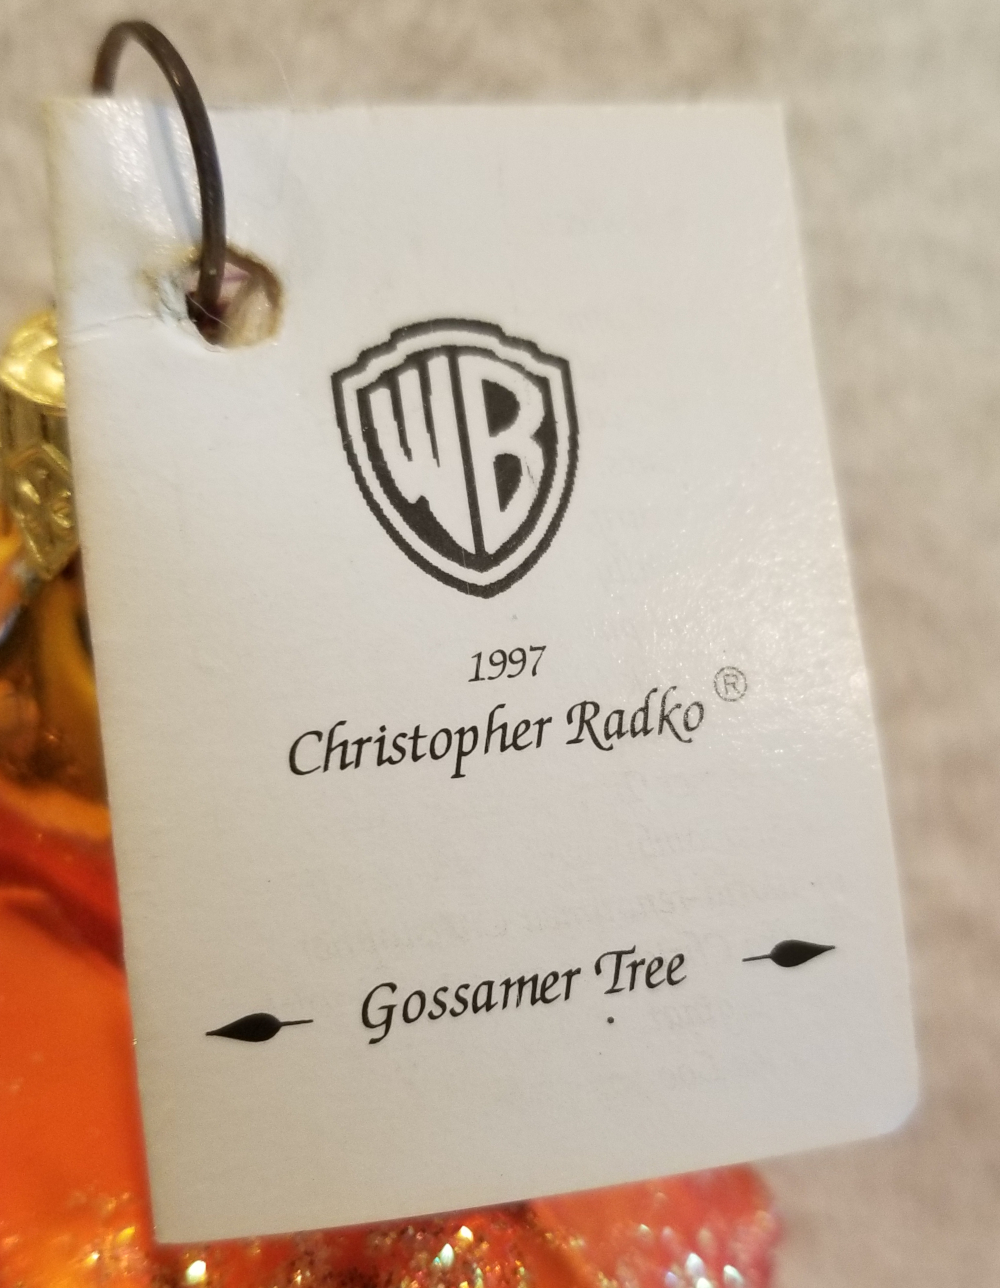 WB
1997
Christopher Radko®
Gossamer Tree